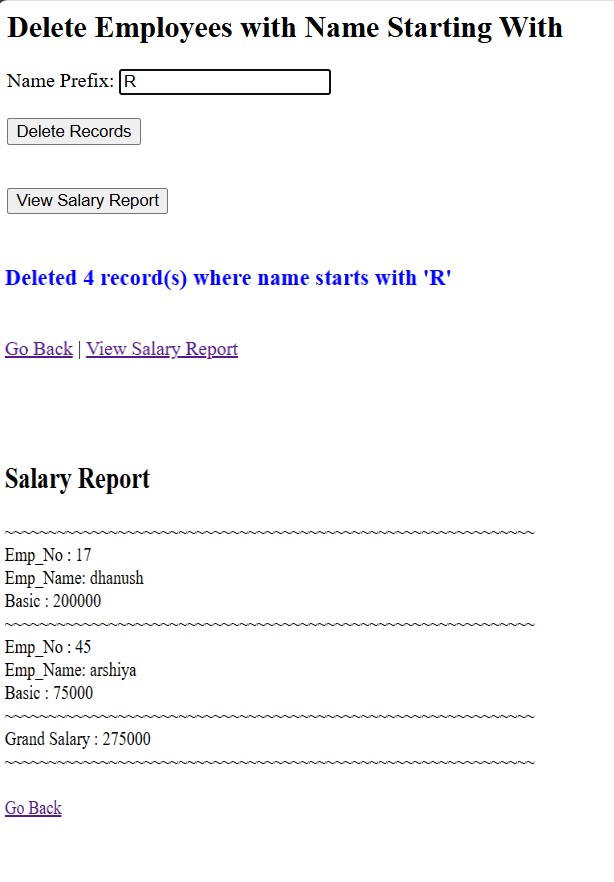 Delete Employees with Name Starting With
Name Prefix: R
Delete Records
View Salary Report
Deleted 4 record(s) where name starts with 'R'
Go Back | View Salary Report
Salary Report
~~~~~~~~~~~~~~~~~~~~~~~~~~~~~~~~~~~~~~~~~~~~~~~~~~~~~~~~~~~
Emp_No : 17
Emp_Name: dhanush
Basic : 200000
~~~~~~~~~~~~~~~~~~~~~~~~~~~~~~~~~~~~~~~~~~~~~~~~~~~~~~~~~~~
Emp_No : 45
Emp_Name: arshiya
Basic : 75000
~~~~~~~~~~~~~~~~~~~~~~~~~~~~~~~~~~~~~~~~~~~~~~~~~~~~~~~~~~~
Grand Salary : 275000
~~~~~~~~~~~~~~~~~~~~~~~~~~~~~~~~~~~~~~~~~~~~~~~~~~~~~~~~~~~
Go Back